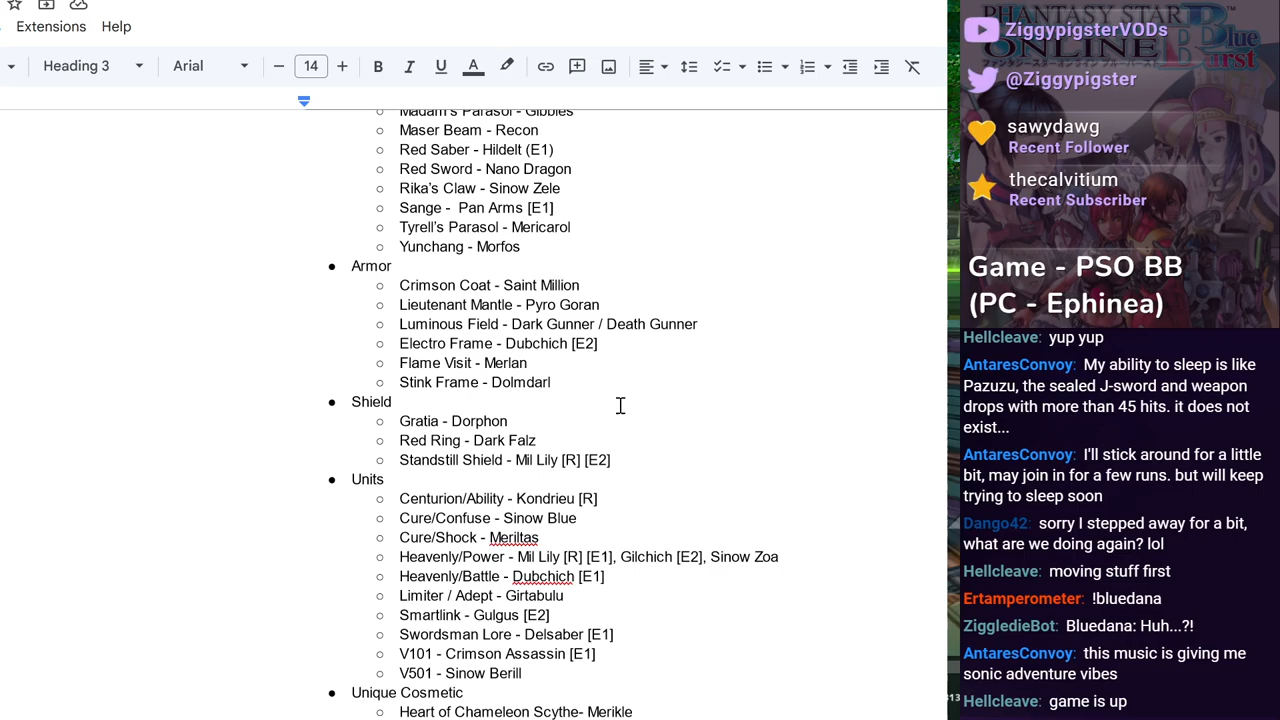 Extensions Help
Heading 3 Arial 14 B I U A
Madam's Parasol - Gibbles
Maser Beam - Recon
Red Saber - Hildelt (E1)
Red Sword - Nano Dragon
Rika's Claw - Sinow Zele
Sange - Pan Arms [E1]
Tyrell's Parasol - Mericarol
Yunchang - Morfos
Armor
Crimson Coat - Saint Million
Lieutenant Mantle - Pyro Goran
Luminous Field - Dark Gunner / Death Gunner
Electro Frame - Dubchich [E2]
Flame Visit - Merlan
Stink Frame - Dolmdarl
Shield
Gratia - Dorphon
Red Ring - Dark Falz
Standstill Shield - Mil Lily [R] [E2]
Units
Centurion/Ability - Kondrieu [R]
Cure/Confuse - Sinow Blue
Cure/Shock - Meriltas
Heavenly/Power - Mil Lily [R] [E1], Gilchich [E2], Sinow Zoa
Heavenly/Battle - Dubchich [E1]
Limiter / Adept - Girtabulu
Smartlink - Gulgus [E2]
Swordsman Lore - Delsaber [E1]
V101 - Crimson Assassin [E1]
V501 - Sinow Berill
Unique Cosmetic
Heart of Chameleon Scythe- Merikle
PHANTASY STAR
ONLINE Blue Burst
ZiggypigsterVODs
@Ziggypigster
sawydawg
Recent Follower
thecalvitium
Recent Subscriber
Game - PSO BB
(PC - Ephinea)
Hellcleave: yup yup
AntaresConvoy: My ability to sleep is like
Pazuzu, the sealed J-sword and weapon
drops with more than 45 hits. it does not
exist...
AntaresConvoy: I'll stick around for a little
bit, may join in for a few runs. but will keep
trying to sleep soon
Dango42: sorry I stepped away for a bit,
what are we doing again? lol
Hellcleave: moving stuff first
Ertamperometer: !bluedana
ZiggledieBot: Bluedana: Huh...?!
AntaresConvoy: this music is giving me
sonic adventure vibes
Hellcleave: game is up